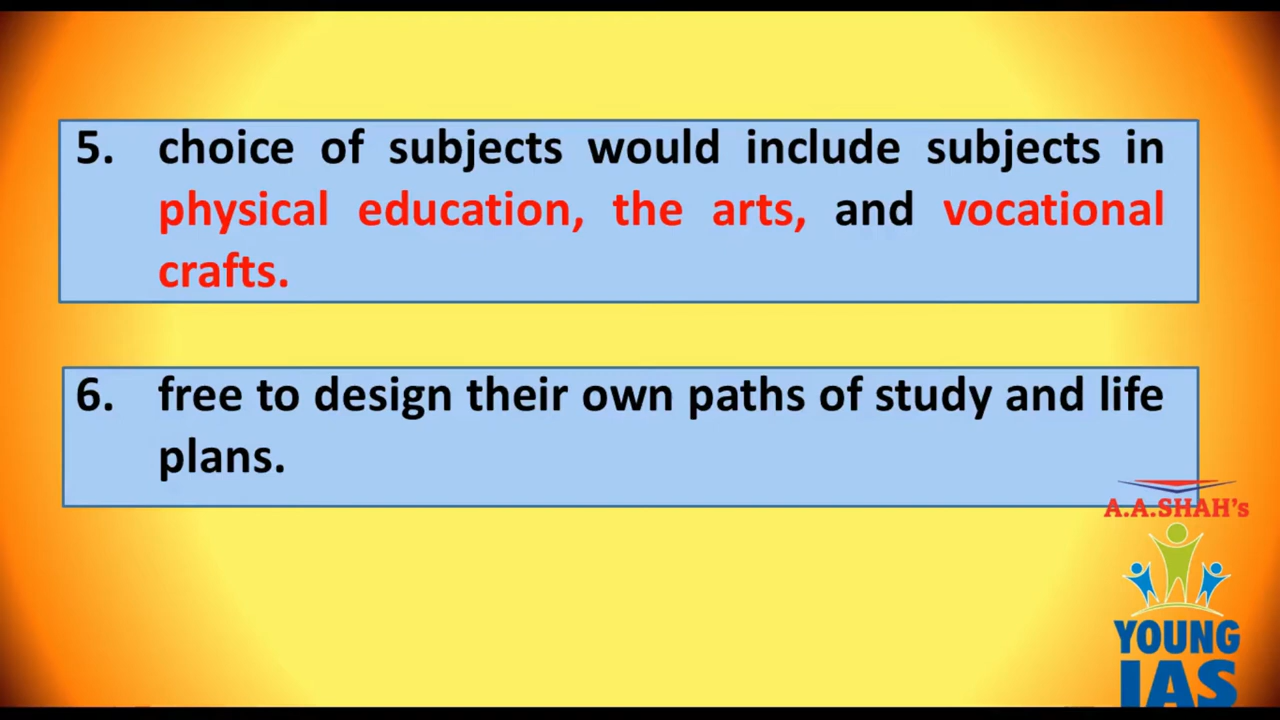 5. choice of subjects would include subjects in
physical education, the arts, and vocational
crafts.
6. free to design their own paths of study and life
plans.
A.A.SHAH's
YOUNG
IAS